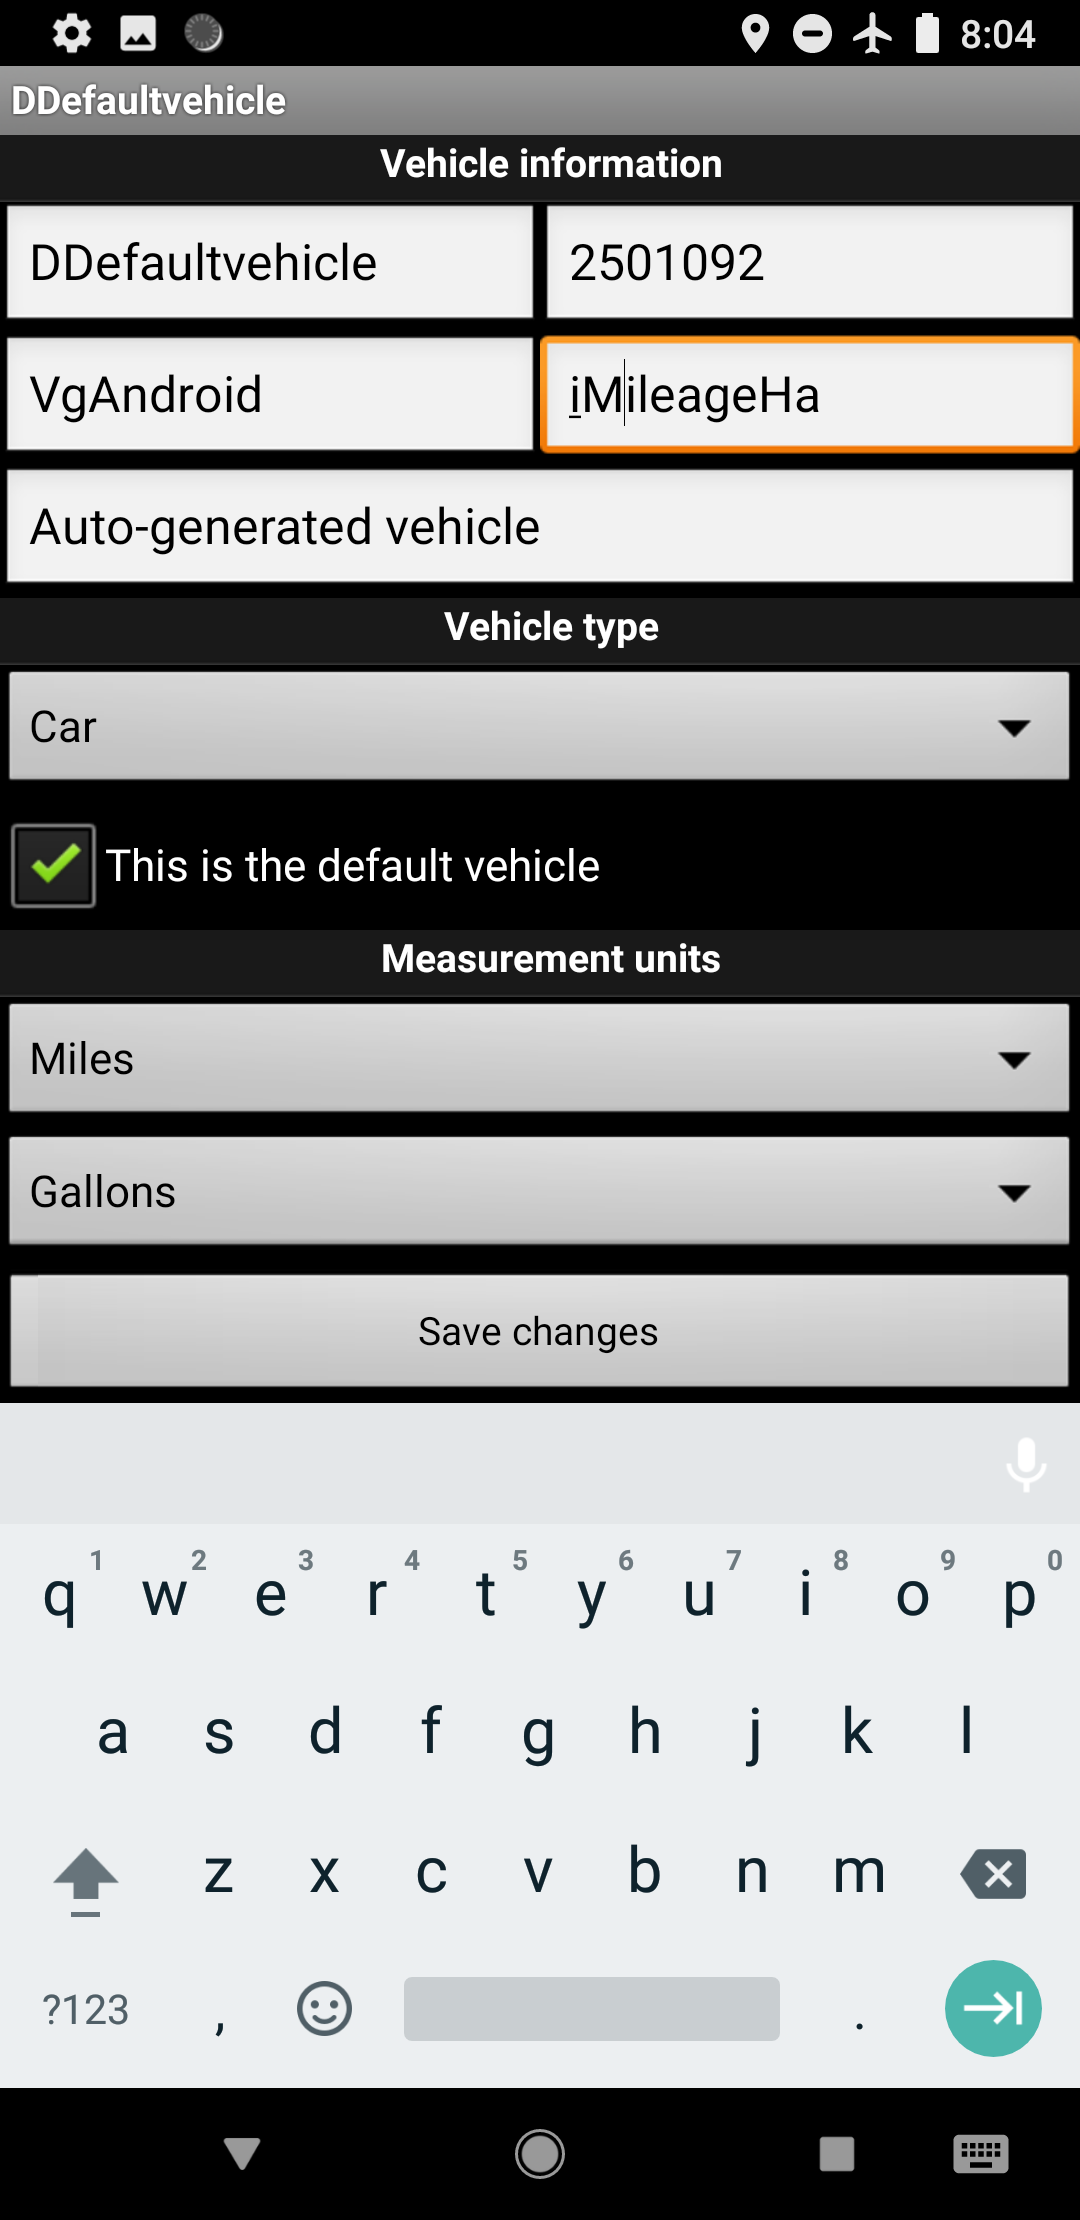 8:04
DDefaultvehicle
Vehicle information
DDefaultvehicle 2501092
VgAndroid iMileageHa
Auto-generated vehicle
Vehicle type
Car
This is the default vehicle
Measurement units
Miles
Gallons
Save changes
1 2 3 4 5 6 7 8 9 0
q w e r t y u i o p
a s d f g h j k l
z x c v b n m
?123 , .